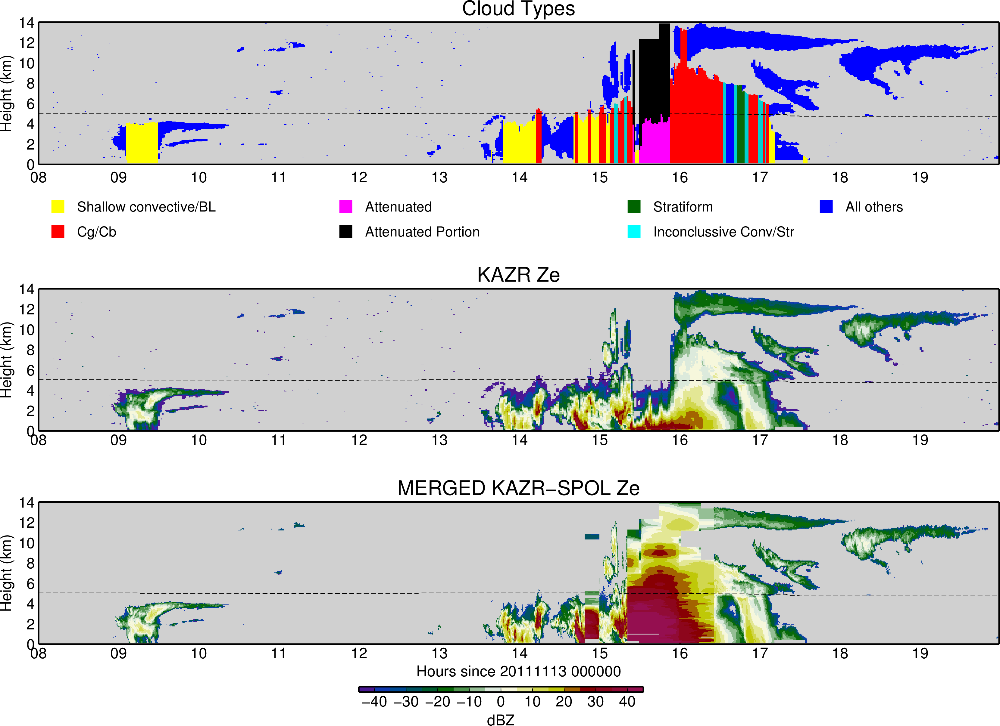 Cloud Types
Height (km)
14
12
10
8
6
4
2
0
08 09 10 11 12 13 14 15 16 17 18 19
Shallow convective/BL Attenuated Stratiform All others
Cg/Cb Attenuated Portion Inconclussive Conv/Str
KAZR Ze
Height (km)
14
12
10
8
6
4
2
0
08 09 10 11 12 13 14 15 16 17 18 19
MERGED KAZR−SPOL Ze
Height (km)
14
12
10
8
6
4
2
0
08 09 10 11 12 13 14 15 16 17 18 19
Hours since 20111113 000000
−40 −30 −20 −10 0 10 20 30 40
dBZ